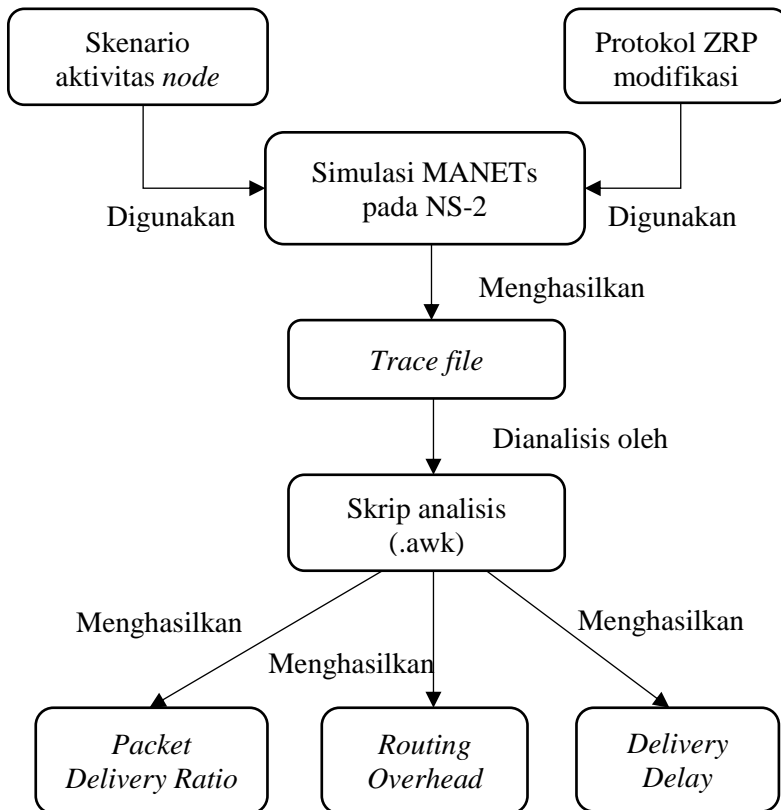 Skenario
aktivitas node
Protokol ZRP
modifikasi
Simulasi MANETs
pada NS-2
Digunakan
Digunakan
Menghasilkan
Trace file
Dianalisis oleh
Skrip analisis
(.awk)
Menghasilkan
Menghasilkan
Menghasilkan
Packet
Delivery Ratio
Routing
Overhead
Delivery
Delay